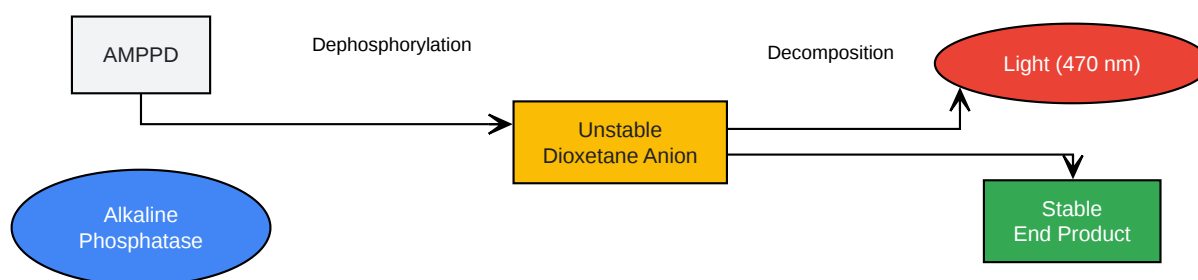 AMPPD
Dephosphorylation
Decomposition
Light (470 nm)
Unstable
Dioxetane Anion
Alkaline
Phosphatase
Stable
End Product